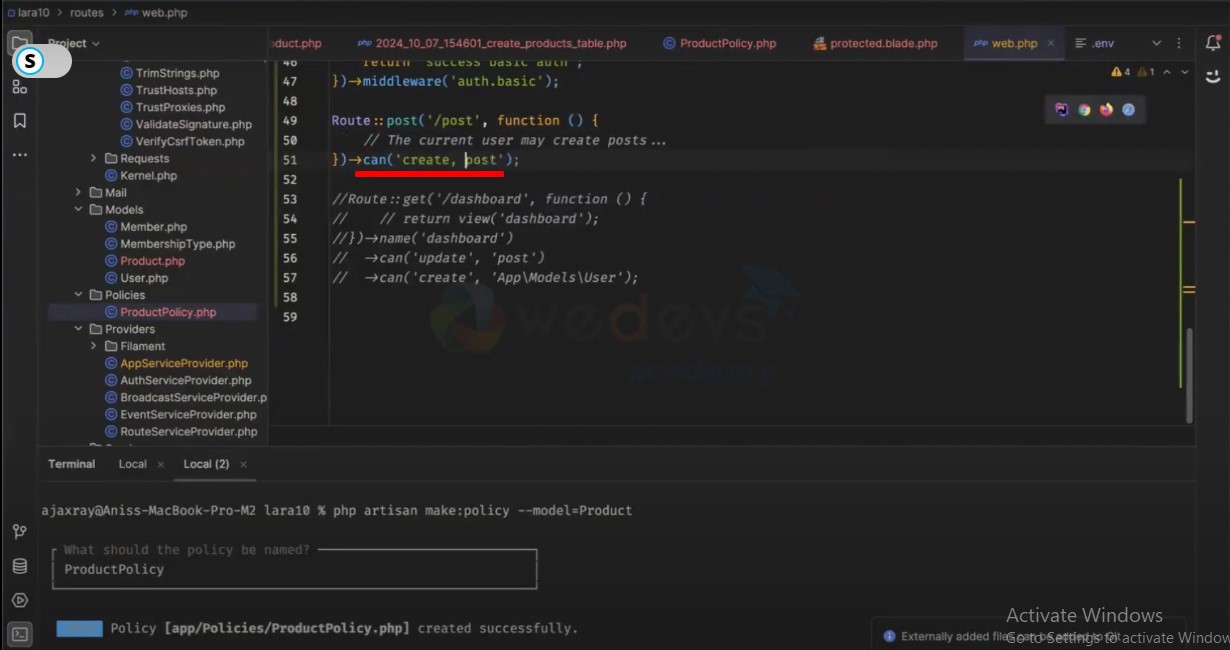 lara10 > routes > php web.php
Project
oduct.php
php 2024_10_07_154601_create_products_table.php
ProductPolicy.php
protected.blade.php
php web.php ×
.env
S
TrimStrings.php
TrustHosts.php
TrustProxies.php
ValidateSignature.php
VerifyCsrfToken.php
Requests
Kernel.php
Mail
Models
Member.php
MembershipType.php
Product.php
User.php
Policies
ProductPolicy.php
Providers
Filament
AppServiceProvider.php
AuthServiceProvider.php
BroadcastServiceProvider.p
EventServiceProvider.php
RouteServiceProvider.php
4 1
46 return 'success basic auth';
47 })→middleware('auth.basic');
48
49 Route::post('/post', function () {
50 // The current user may create posts...
51 })→can('create, post');
52
53 //Route::get('/dashboard', function () {
54 // // return view('dashboard');
55 //})→name('dashboard')
56 // →can('update', 'post')
57 // →can('create', 'App\Models\User');
58
59
wedevs
academy
Terminal Local × Local (2) ×
ajaxray@Aniss-MacBook-Pro-M2 lara10 % php artisan make:policy --model=Product
What should the policy be named?
ProductPolicy
Policy [app/Policies/ProductPolicy.php] created successfully.
Activate Windows
Externally added files can be added to Git
Go to Settings to activate Window